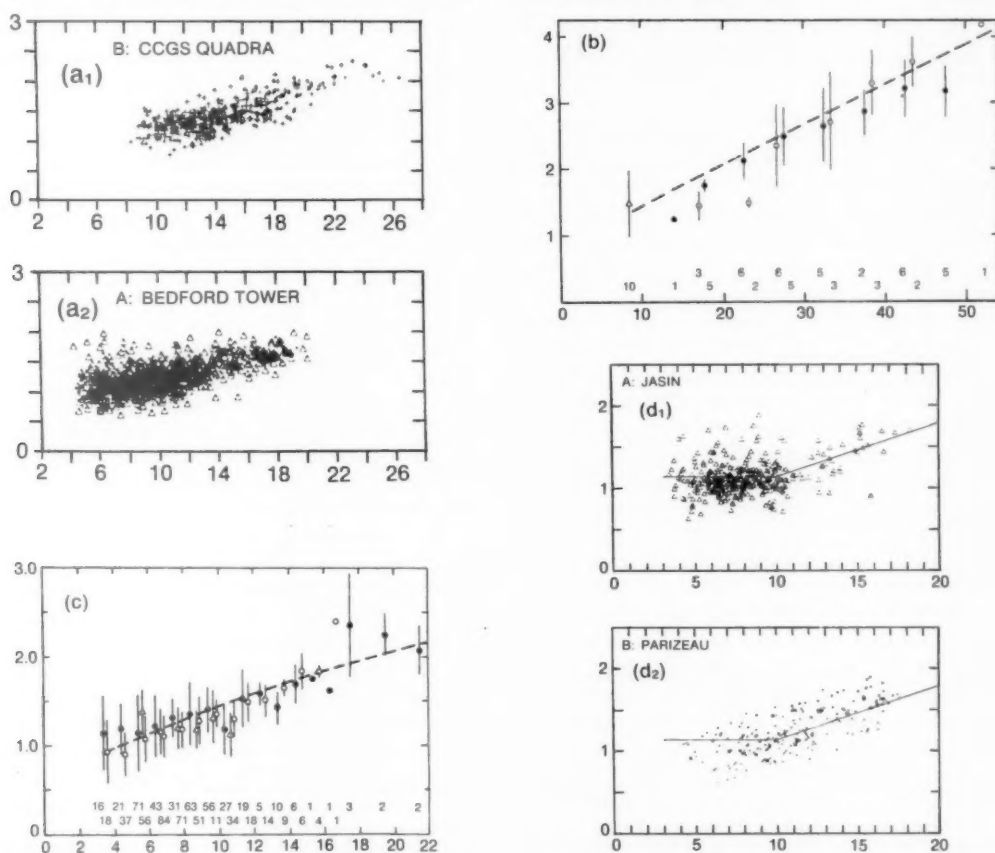 3
B: CCGS QUADRA
(a1)
0
2 6 10 14 18 22 26
3
A: BEDFORD TOWER
(a2)
0
2 6 10 14 18 22 26
3.0
(c)
2.0
1.0
16 21 71 43 31 63 56 27 19 5 10 6 1 1 3 2 2
18 37 56 84 71 51 11 34 18 14 9 6 4 1
0.0
2 4 6 8 10 12 14 16 18 20 22
4
(b)
3
2
1
3 6 6 5 2 6 5 1
10 1 5 2 5 3 3 2
0 10 20 30 40 50
A: JASIN
2
(d1)
1
0
0 5 10 15 20
B: PARIZEAU
2
(d2)
1
0
0 5 10 15 20